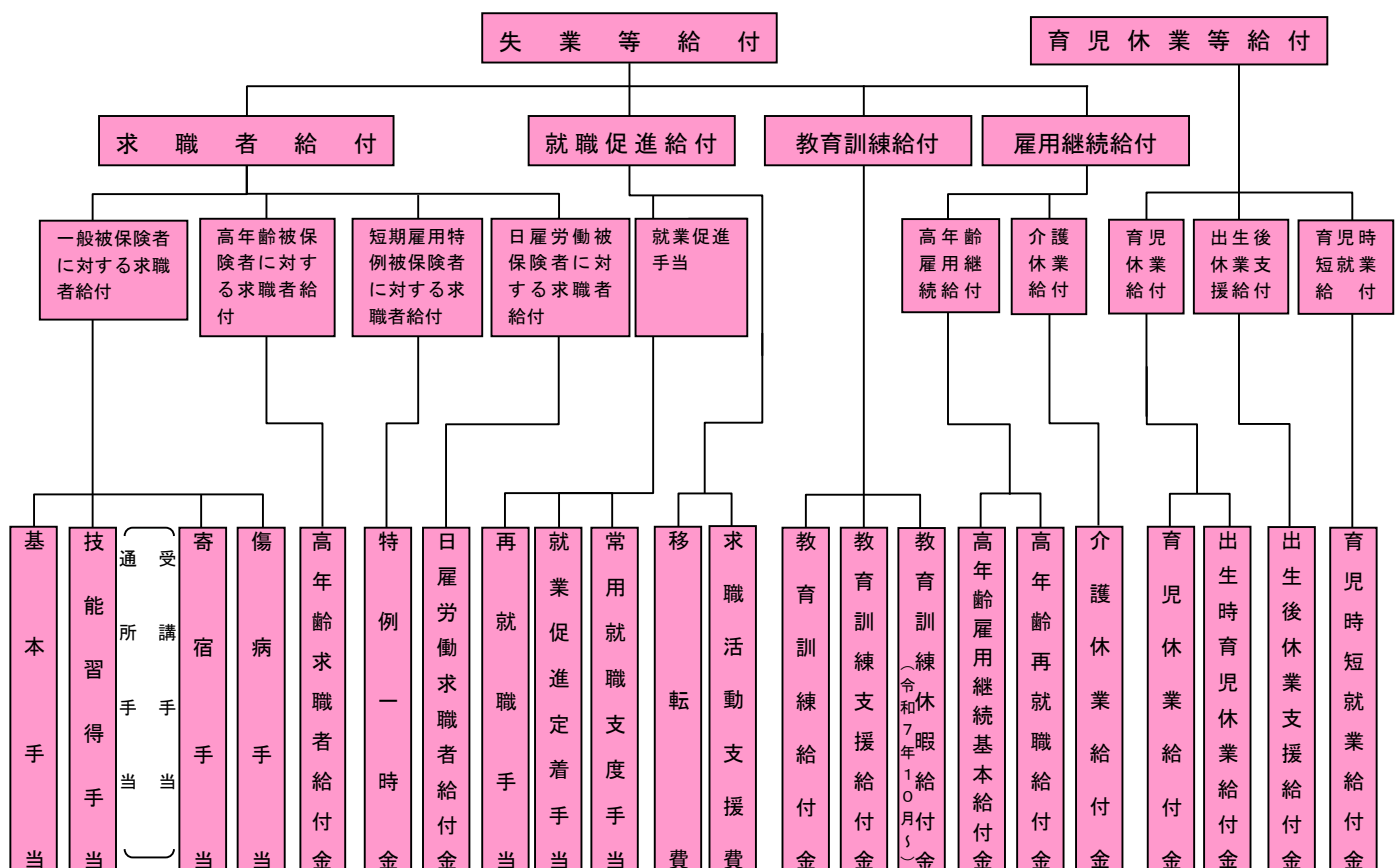 失業等給付
育児休業等給付
求職者給付
就職促進給付
教育訓練給付
雇用継続給付
一般被保険者
に対する求職
者給付
高年齢被保
険者に対す
る求職者給
付
短期雇用特
例被保険者
に対する求
職者給付
日雇労働被
保険者に対
する求職者
給付
就業促進
手当
高年齢
雇用継
続給付
介護
休業
給付
育児
休業
給付
出生後
休業支
援給付
育児時
短就業
給付
基本手当
技能習得手当
受講手当
通所手当
寄宿手当
傷病手当
高年齢求職者給付金
特例一時金
日雇労働求職者給付金
再就職手当
就業促進定着手当
常用就職支度手当
移転費
求職活動支援費
教育訓練給付金
教育訓練支援給付金
教育訓練休暇給付金
（令和7年10月～）
高年齢雇用継続基本給付金
高年齢再就職給付金
介護休業給付金
育児休業給付金
出生時育児休業給付金
出生後休業支援給付金
育児時短就業給付金